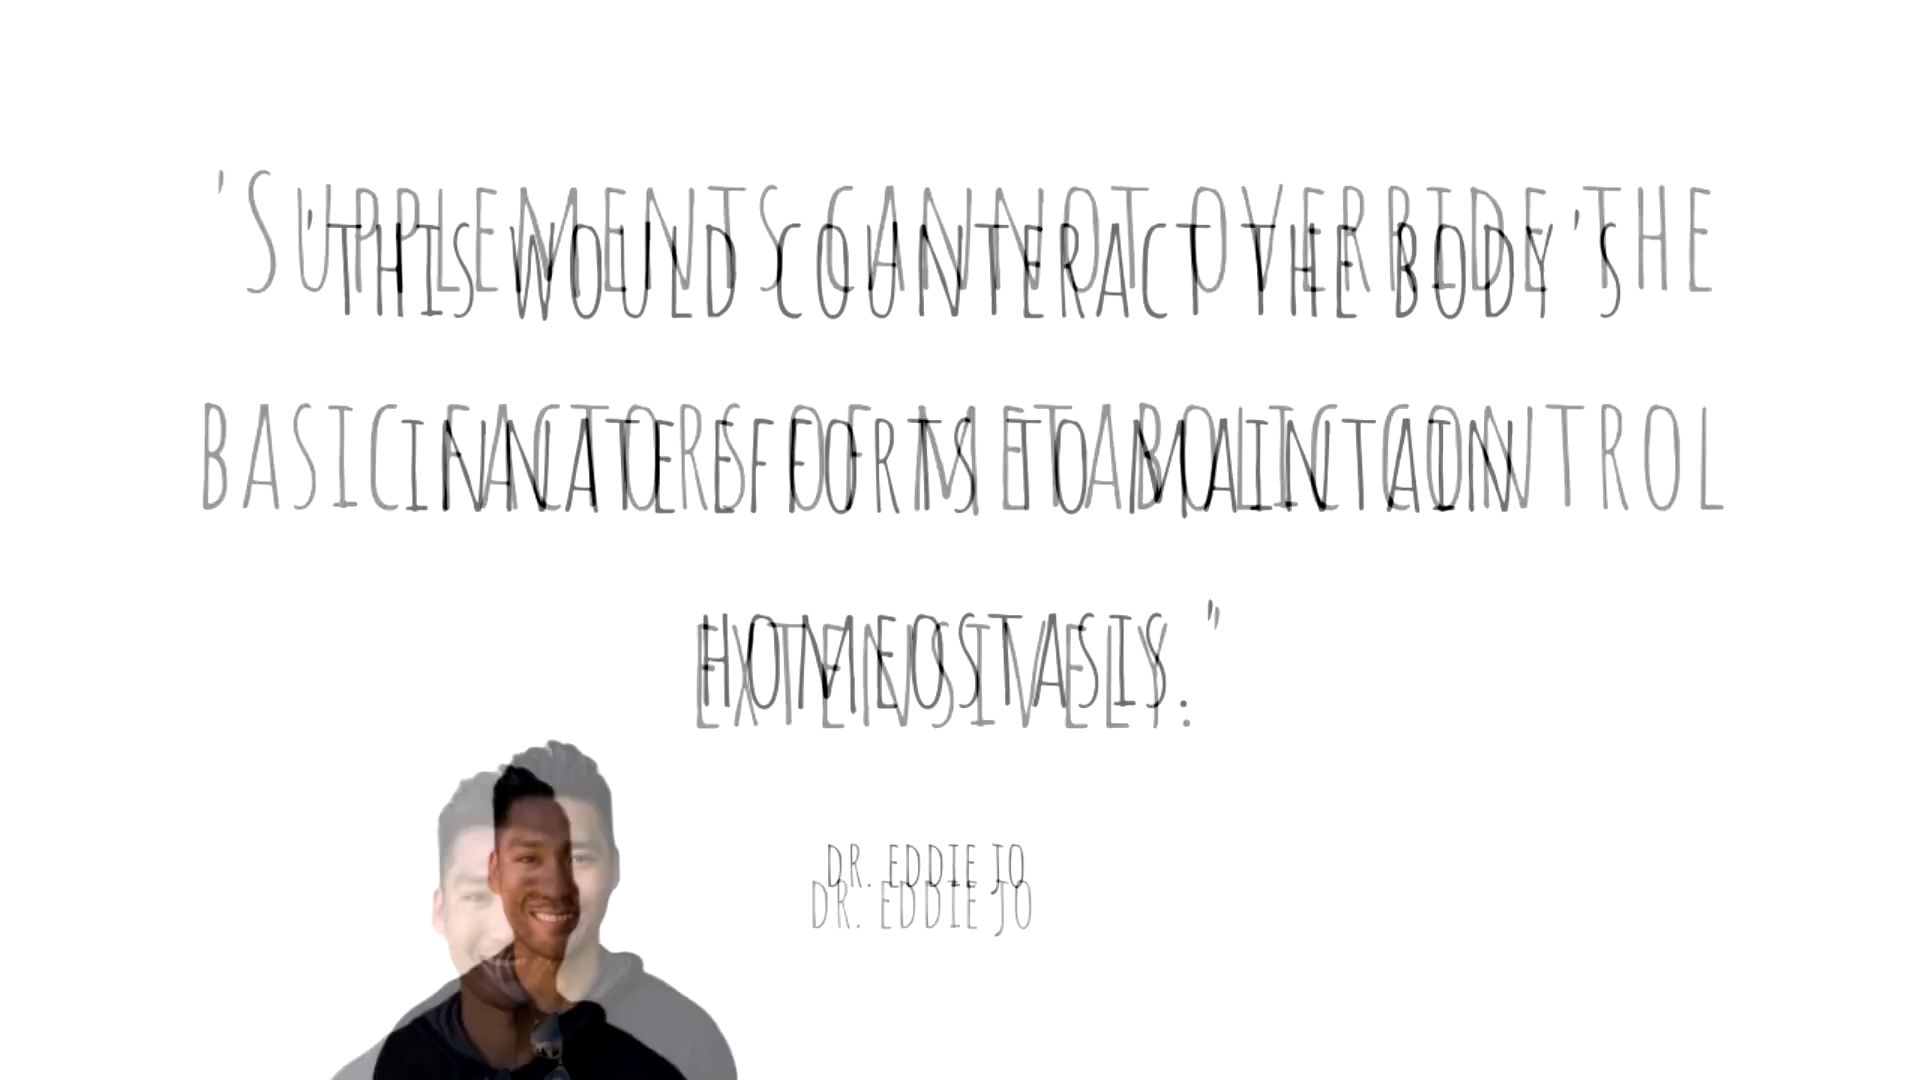 'Supplements cannot override the
basic factors of metabolic control
extensively.
'This would counteract the body's
innate efforts to maintain
homeostasis."
Dr. Eddie Jo
Dr. Eddie Jo